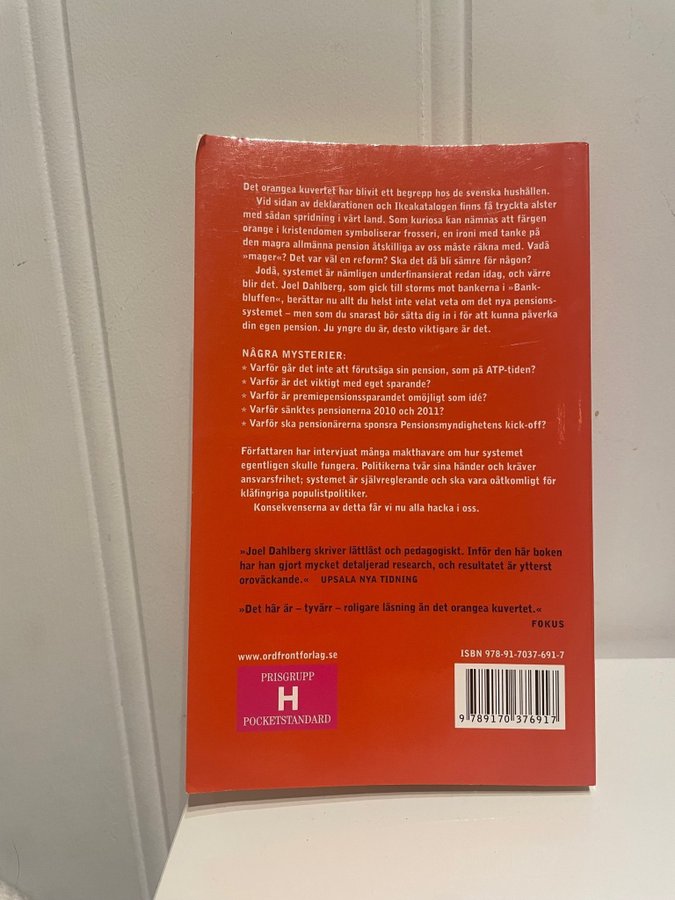 Det orangea kuvertet har blivit ett begrepp hos de svenska hushållen.
Vid sidan av deklarationen och Ikeakatalogen finns få tryckta alster
med sådan spridning i vårt land. Som kuriosa kan nämnas att färgen
orange i kristendomen symboliserar frosseri, en ironi med tanke på
den magra allmänna pension åtskilliga av oss måste räkna med. Vadå
»mager«? Det var väl en reform? Ska det då bli sämre för någon?
Jodå, systemet är nämligen underfinansierat redan idag, och värre
blir det. Joel Dahlberg, som gick till storms mot bankerna i »Bank-
bluffen«, berättar nu allt du helst inte velat veta om det nya pensions-
systemet – men som du snarast bör sätta dig in i för att kunna påverka
din egen pension. Ju yngre du är, desto viktigare är det.
NÅGRA MYSTERIER:
* Varför går det inte att förutsäga sin pension, som på ATP-tiden?
* Varför är det viktigt med eget sparande?
* Varför är premiepensionssparandet omöjligt som idé?
* Varför sänktes pensionerna 2010 och 2011?
* Varför ska pensionärerna sponsra Pensionsmyndighetens kick-off?
Författaren har intervjuat många makthavare om hur systemet
egentligen skulle fungera. Politikerna tvår sina händer och kräver
ansvarsfrihet; systemet är självreglerande och ska vara oåtkomligt för
klåfingriga populistpolitiker.
Konsekvenserna av detta får vi nu alla hacka i oss.
»Joel Dahlberg skriver lättläst och pedagogiskt. Inför den här boken
har han gjort mycket detaljerad research, och resultatet är ytterst
oroväckande.« UPSALA NYA TIDNING
»Det här är – tyvärr – roligare läsning än det orangea kuvertet.«
FOKUS
www.ordfrontforlag.se
ISBN 978-91-7037-691-7
PRISGRUPP
H
POCKETSTANDARD
9 789170 376917